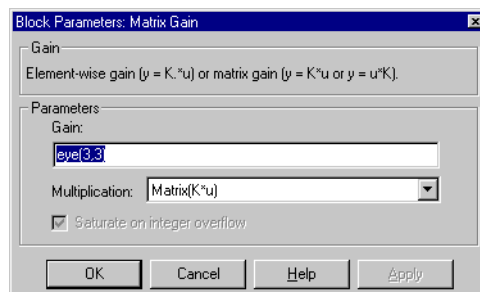 Block Parameters: Matrix Gain
Gain
Element-wise gain (y = K.*u) or matrix gain (y = K*u or y = u*K).
Parameters
Gain:
eye(3,3)
Multiplication: Matrix(K*u)
Saturate on integer overflow
OK Cancel Help Apply